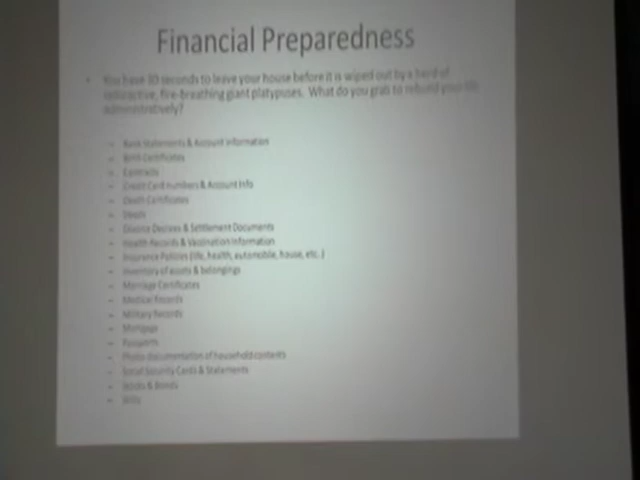 Financial Preparedness
• You have 30 seconds to leave your house before it is wiped out by a herd of
radioactive, fire-breathing giant platypuses. What do you grab to rebuild your life
administratively?
– Bank Statements & Account Information
– Birth Certificates
– Contracts
– Credit Card numbers & Account Info
– Death Certificates
– Deeds
– Divorce Decrees & Settlement Documents
– Health Records & Vaccination Information
– Insurance Policies (life, health, automobile, house, etc.)
– Inventory of assets & belongings
– Marriage Certificates
– Medical Records
– Military Records
– Mortgage
– Passports
– Photo documentation of household contents
– Social Security Cards & Statements
– Stocks & Bonds
– Wills